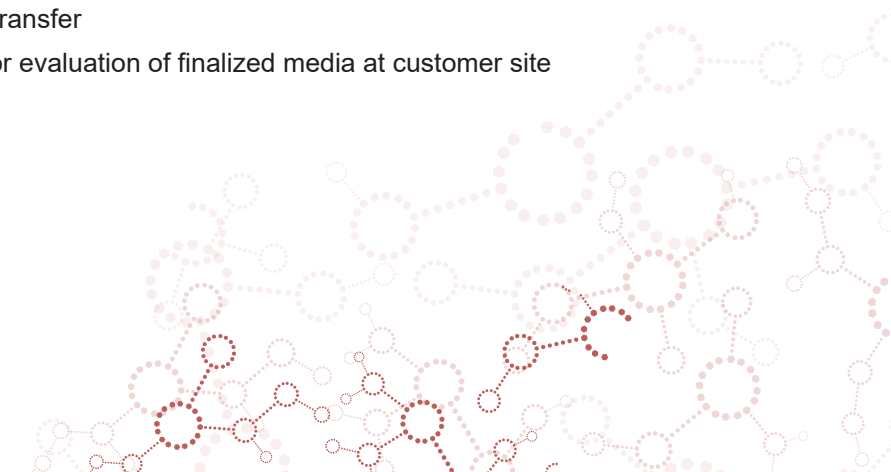 ransfer
or evaluation of finalized media at customer site